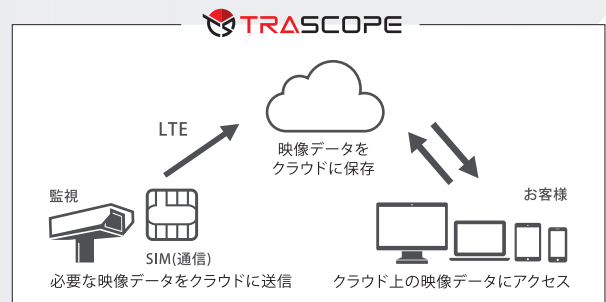 TRASCOPE
LTE
映像データを
クラウドに保存
監視
お客様
SIM(通信)
必要な映像データをクラウドに送信
クラウド上の映像データにアクセス